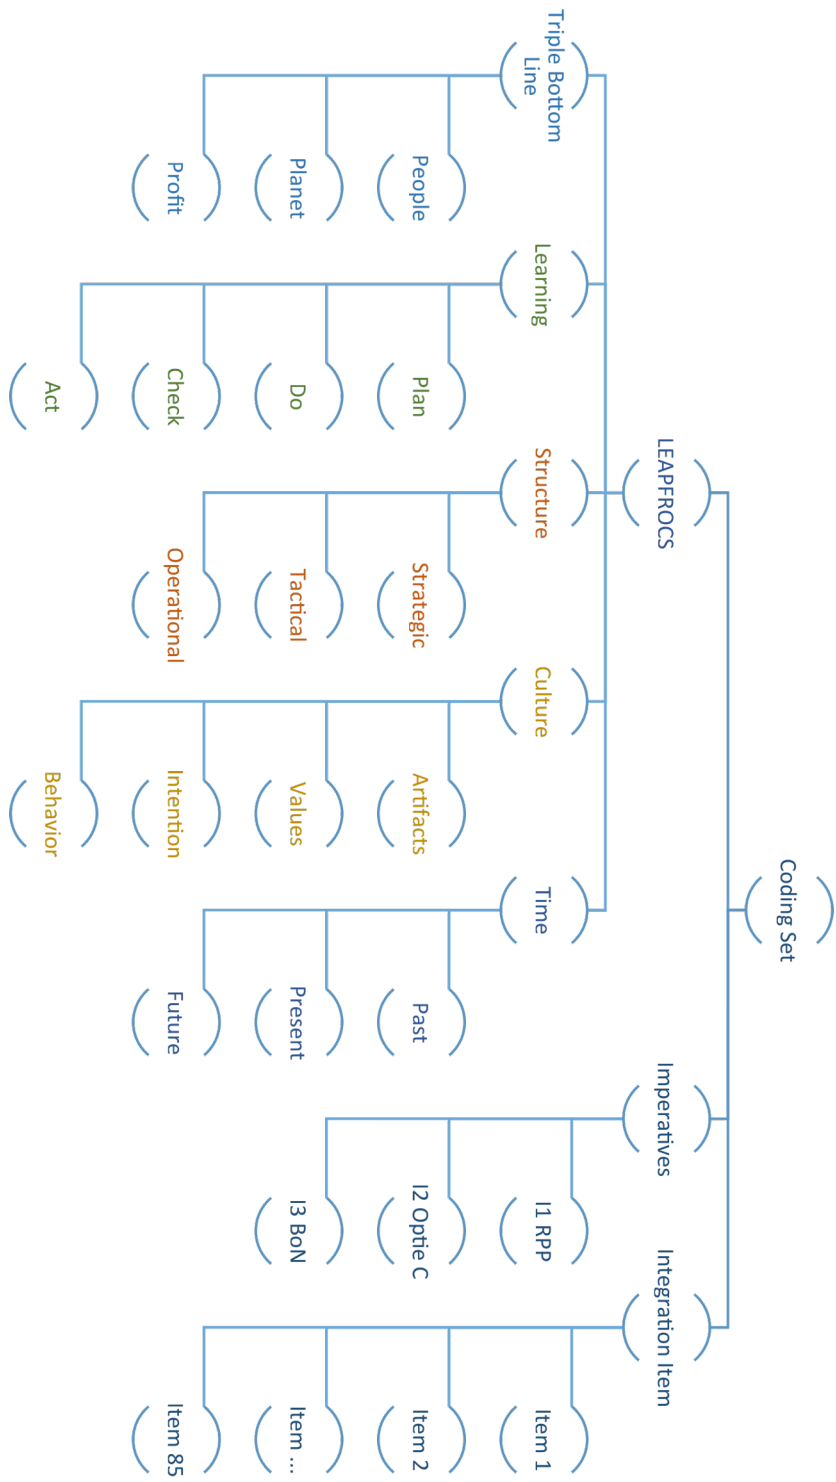 Coding Set
LEAPFROCS
Imperatives
Integration Item
Triple Bottom
Line
Learning
Structure
Culture
Time
I1 RPP
Item 1
People
Plan
Strategic
Artifacts
Past
I2 Optie C
Item 2
Planet
Do
Tactical
Values
Present
I3 BoN
Item ...
Profit
Check
Operational
Intention
Future
Item 85
Act
Behavior